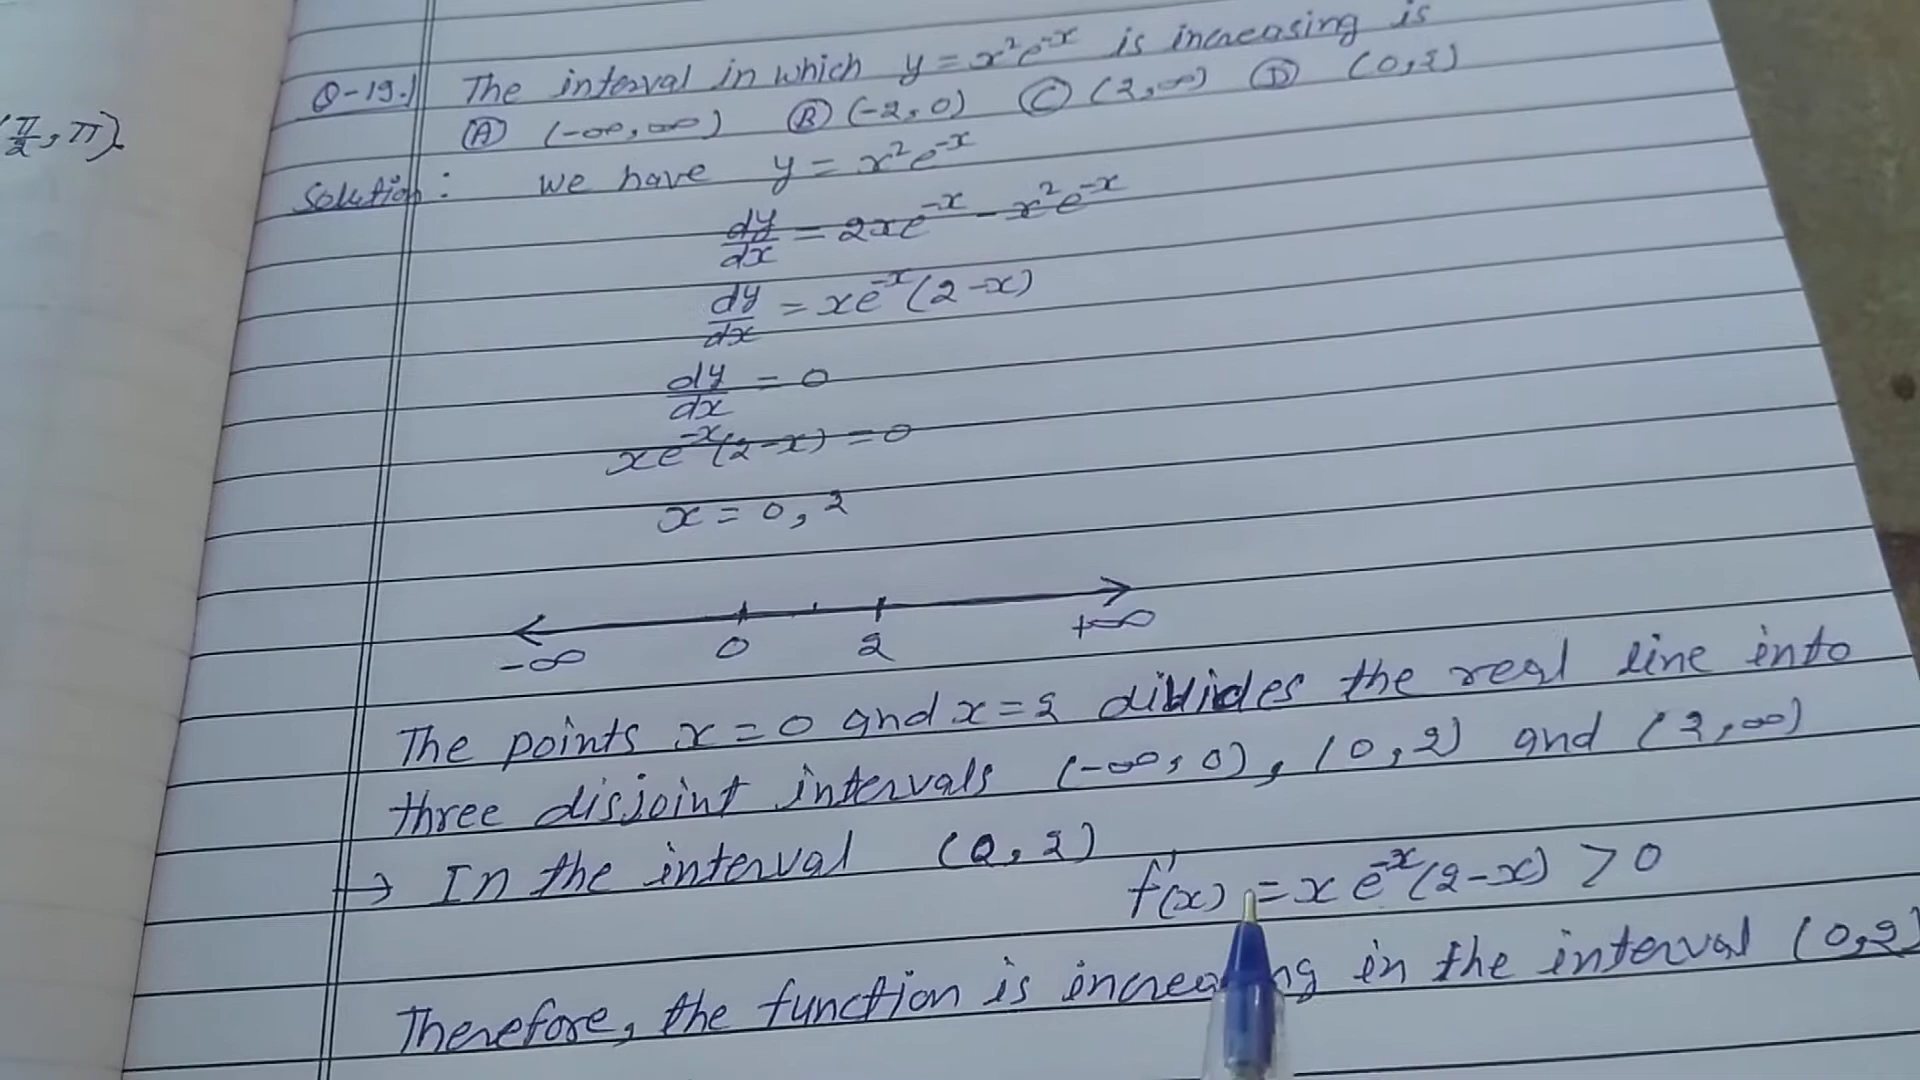 π/2, π)
Q-19.) The interval in which y = x²e⁻ˣ is increasing is
(A) (-∞, ∞) (B) (-2, 0) (C) (2, ∞) (D) (0, 2)
Solution: we have y = x²e⁻ˣ
dy/dx = 2xe⁻ˣ - x²e⁻ˣ
dy/dx = xe⁻ˣ(2-x)
dy/dx = 0
xe⁻ˣ(2-x) = 0
x = 0, 2
-∞ 0 2 +∞
The points x = 0 and x = 2 divides the real line into
three disjoint intervals (-∞, 0), (0, 2) and (2, ∞)
→ In the interval (0, 2)
f'(x) = x e⁻ˣ(2-x) > 0
Therefore, the function is increasing in the interval (0,2)